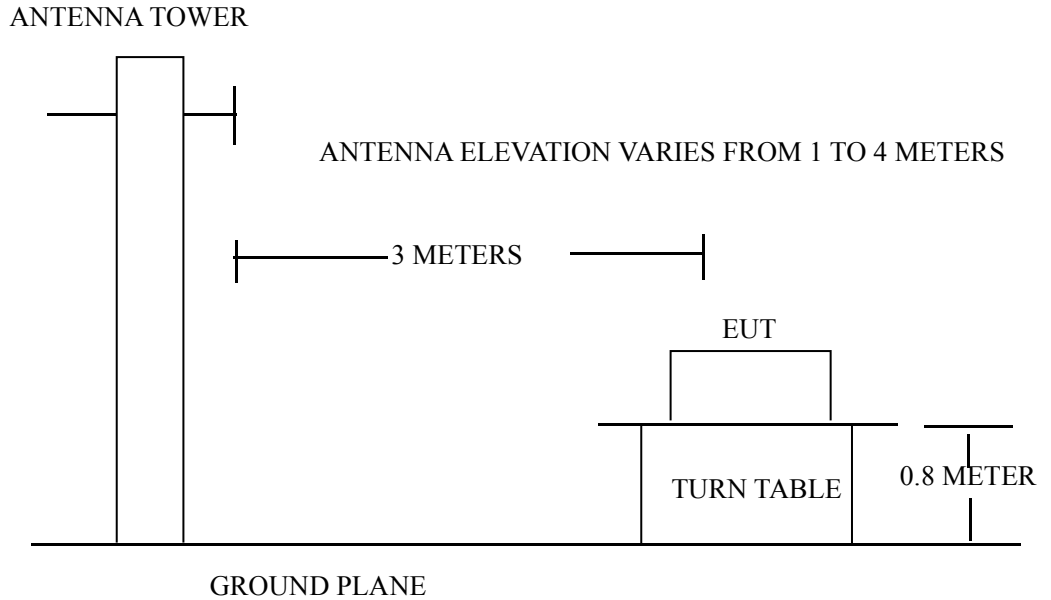 ANTENNA TOWER
ANTENNA ELEVATION VARIES FROM 1 TO 4 METERS
3 METERS
EUT
TURN TABLE
0.8 METER
GROUND PLANE